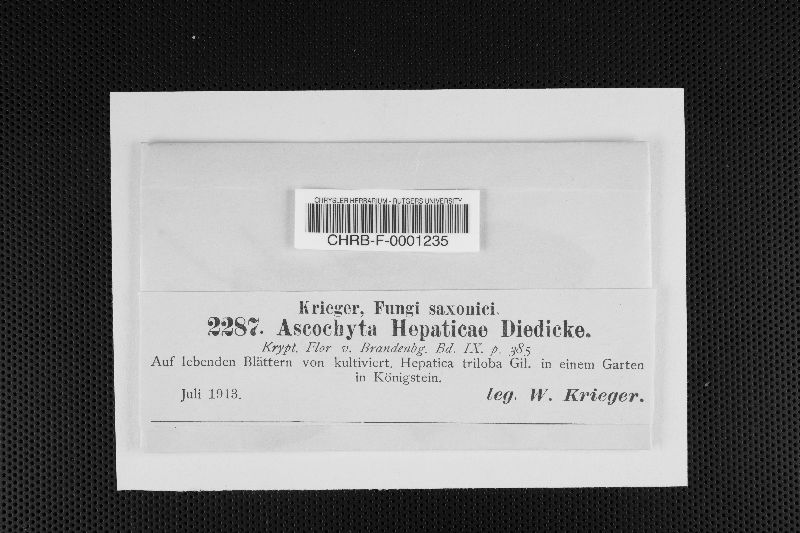 CHRYSLER HERBARIUM - RUTGERS UNIVERSITY
CHRB-F-0001235
Krieger, Fungi saxonici.
2287. Ascochyta Hepaticae Diedicke.
Krypt. Flor v. Brandenbg. Bd. IX. p. 385
Auf lebenden Blättern von kultiviert. Hepatica triloba Gil. in einem Garten
in Königstein.
Juli 1913.
leg. W. Krieger.